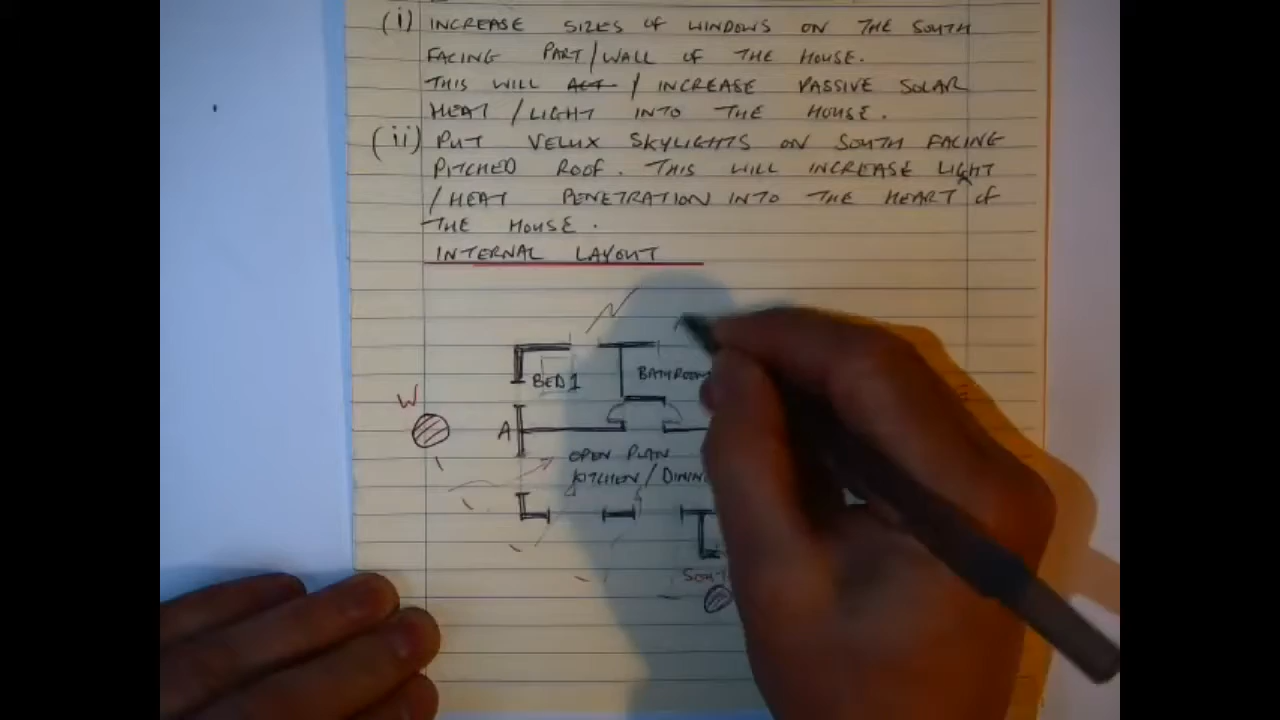 (i) INCREASE SIZES OF WINDOWS ON THE SOUTH
FACING PART/WALL OF THE HOUSE.
THIS WILL ACT / INCREASE PASSIVE SOLAR
HEAT / LIGHT INTO THE HOUSE.
(ii) PUT VELUX SKYLIGHTS ON SOUTH FACING
PITCHED ROOF. THIS WILL INCREASE LIGHT
/HEAT PENETRATION INTO THE HEART OF
THE HOUSE.
INTERNAL LAYOUT
N
BED 1
BATHROOM
W
A
OPEN PLAN
KITCHEN/DINING